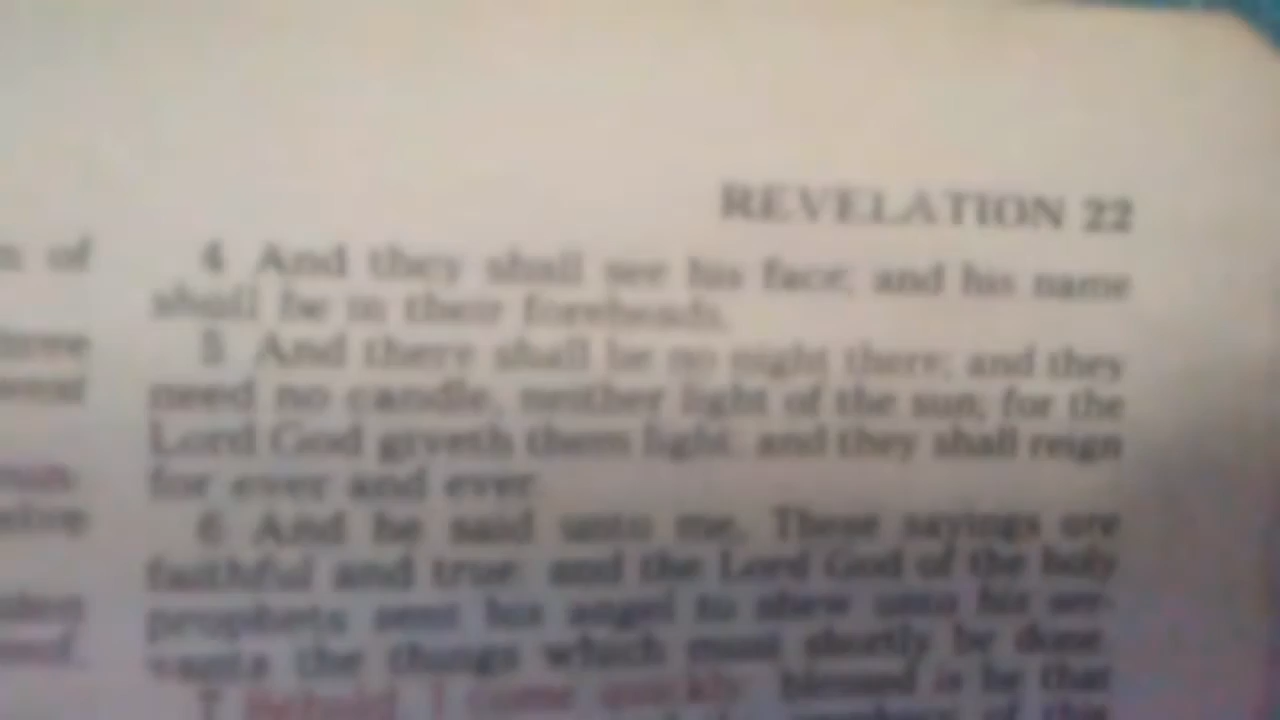 REVELATION 22
of
4 And they shall see his face; and his name
shall be in their foreheads.
5 And there shall be no night there; and they
need no candle, neither light of the sun; for the
Lord God giveth them light: and they shall reign
for ever and ever.
6 And he said unto me, These sayings are
faithful and true: and the Lord God of the holy
prophets sent his angel to shew unto his ser-
vants the things which must shortly be done.
7 Behold, I come quickly: blessed is he that
of this